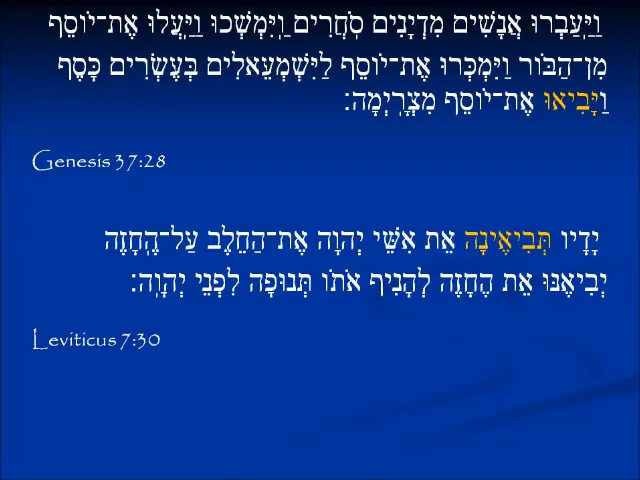 וַיַּֽעַבְרוּ אֲנָשִׁים מִדְיָנִים סֹֽחֲרִים וַֽיִּמְשְׁכוּ וַיַּֽעֲלוּ אֶת־יוֹסֵף
מִן־הַבּוֹר וַיִּמְכְּרוּ אֶת־יוֹסֵף לַיִּשְׁמְעֵאלִים בְּעֶשְׂרִים כָּסֶף
וַיָּבִיאוּ אֶת־יוֹסֵף מִצְרָֽיְמָה׃
Genesis 37:28
יָדָיו תְּבִיאֶינָה אֵת אִשֵּׁי יְהוָה אֶת־הַחֵלֶב עַל־הֶֽחָזֶה
יְבִיאֶנּוּ אֵת הֶחָזֶה לְהָנִיף אֹתוֹ תְּנוּפָה לִפְנֵי יְהוָֽה׃
Leviticus 7:30